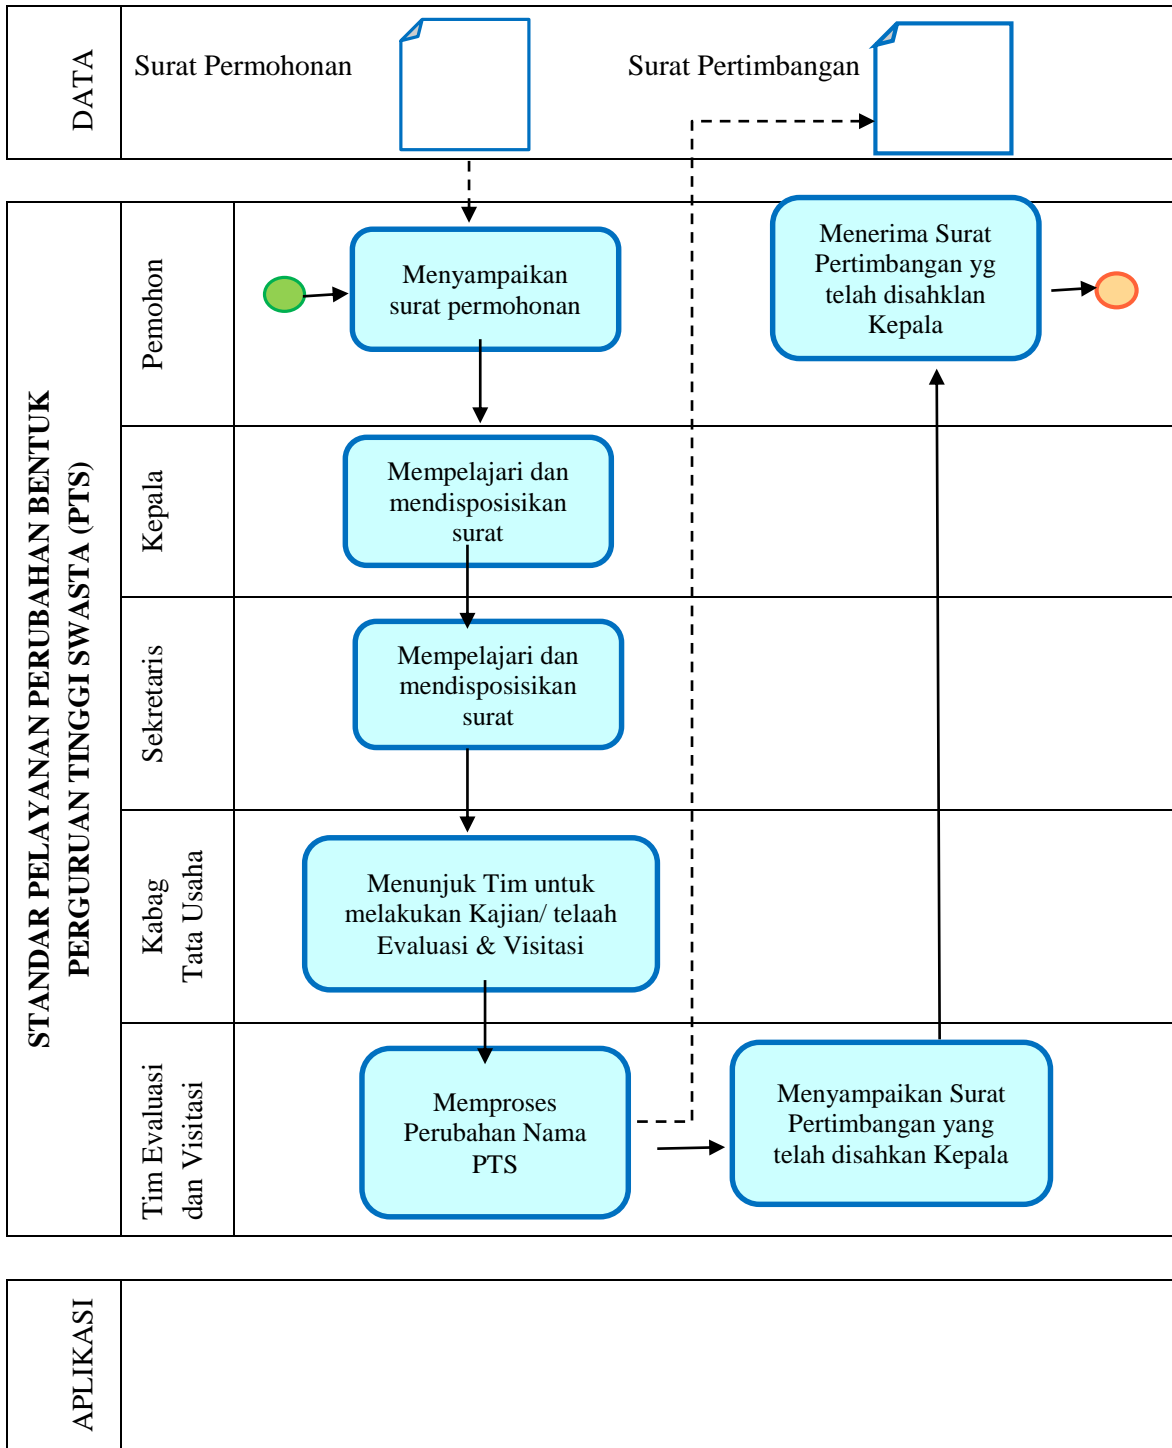 DATA
Surat Permohonan
Surat Pertimbangan
STANDAR PELAYANAN PERUBAHAN BENTUK
PERGURUAN TINGGI SWASTA (PTS)
Pemohon
Menyampaikan
surat permohonan
Menerima Surat
Pertimbangan yg
telah disahklan
Kepala
Kepala
Mempelajari dan
mendisposisikan
surat
Sekretaris
Mempelajari dan
mendisposisikan
surat
Kabag
Tata Usaha
Menunjuk Tim untuk
melakukan Kajian/ telaah
Evaluasi & Visitasi
Tim Evaluasi
dan Visitasi
Memproses
Perubahan Nama
PTS
Menyampaikan Surat
Pertimbangan yang
telah disahkan Kepala
APLIKASI